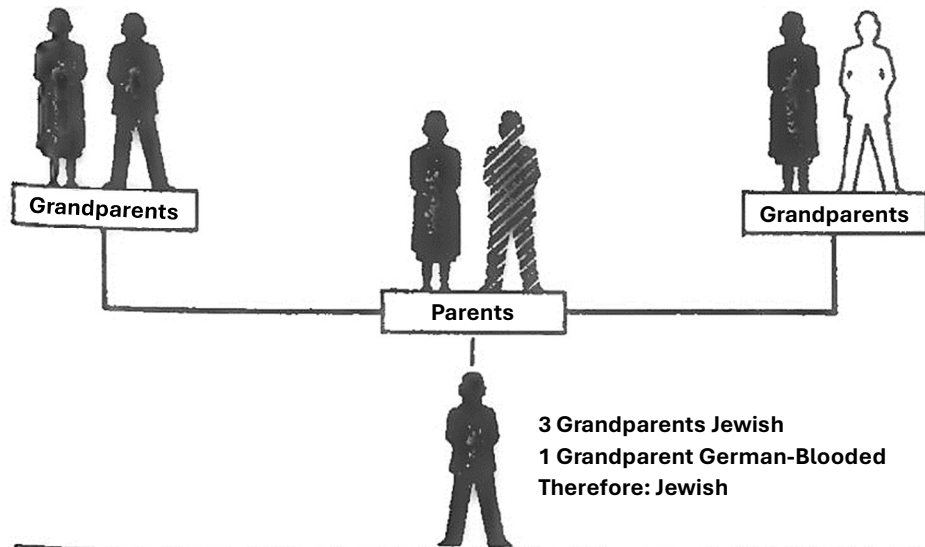 Grandparents
Grandparents
Parents
3 Grandparents Jewish
1 Grandparent German-Blooded
Therefore: Jewish